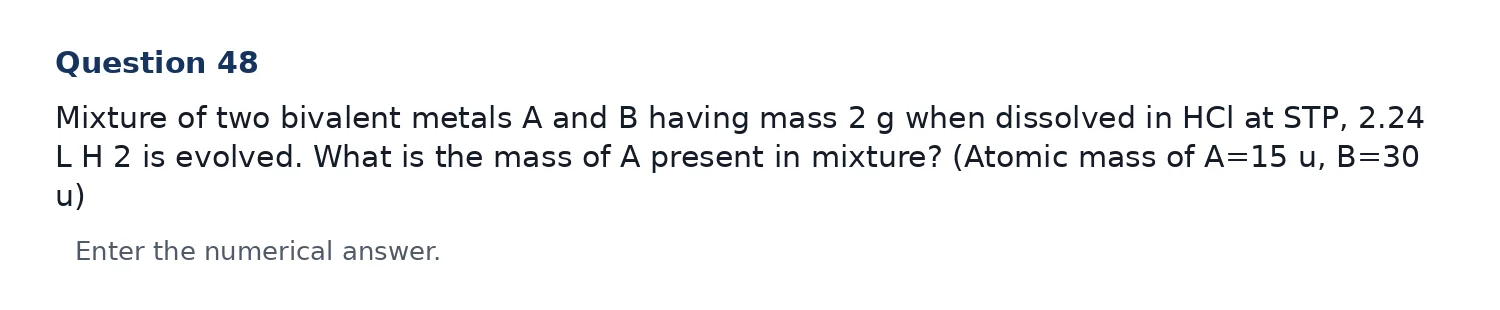 Question 48
Mixture of two bivalent metals A and B having mass 2 g when dissolved in HCl at STP, 2.24
L H 2 is evolved. What is the mass of A present in mixture? (Atomic mass of A=15 u, B=30
u)
Enter the numerical answer.